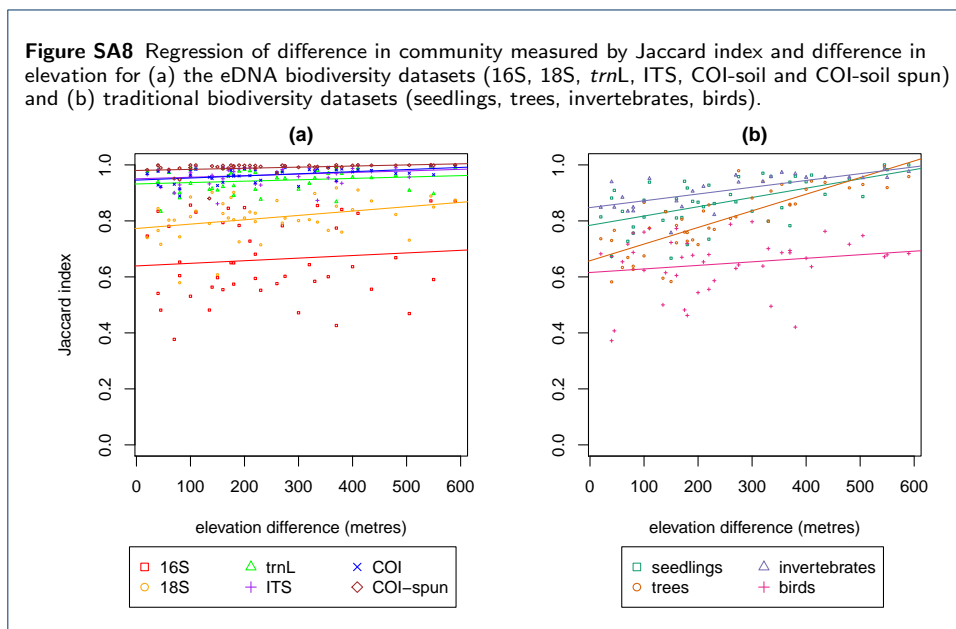 Figure SA8 Regression of difference in community measured by Jaccard index and difference in
elevation for (a) the eDNA biodiversity datasets (16S, 18S, trnL, ITS, COI-soil and COI-soil spun)
and (b) traditional biodiversity datasets (seedlings, trees, invertebrates, birds).
(a)
Jaccard index
1.0
0.8
0.6
0.4
0.2
0.0
0 100 200 300 400 500 600
elevation difference (metres)
16S trnL COI
18S ITS COI−spun
(b)
1.0
0.8
0.6
0.4
0.2
0.0
0 100 200 300 400 500 600
elevation difference (metres)
seedlings invertebrates
trees birds